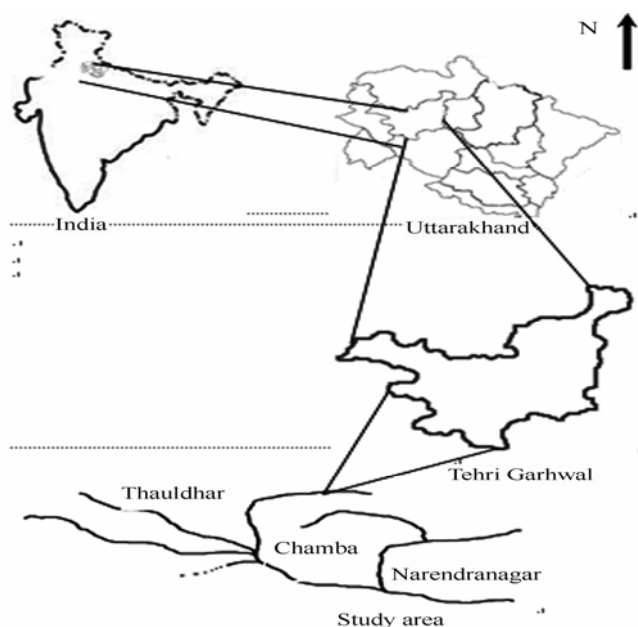 N
India
Uttarakhand
Tehri Garhwal
Thauldhar
Chamba
Narendranagar
Study area